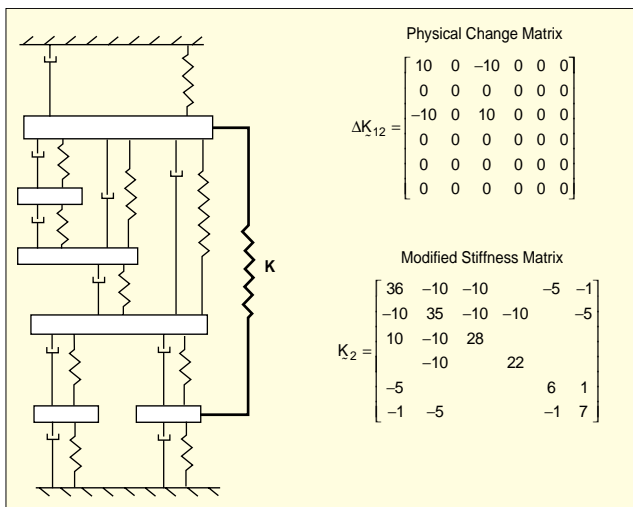 Physical Change Matrix
10 0 −10 0 0 0
0 0 0 0 0 0
−10 0 10 0 0 0
ΔK̰12 =
0 0 0 0 0 0
0 0 0 0 0 0
0 0 0 0 0 0
K
Modified Stiffness Matrix
36 −10 −10 −5 −1
−10 35 −10 −10 −5
10 −10 28
K̰2 =
−10 22
−5 6 1
−1 −5 −1 7